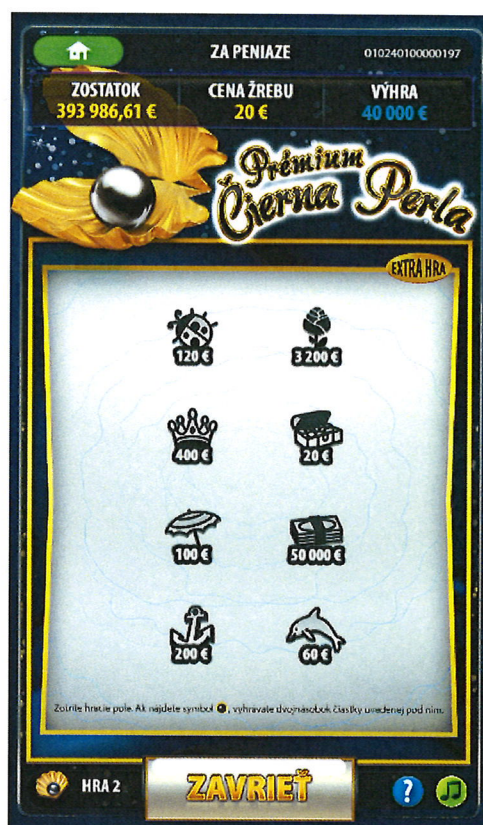 ZA PENIAZE
010240100000197
ZOSTATOK
393 986,61 €
CENA ŽREBU
20 €
VÝHRA
40 000 €
Prémium
Čierna Perla
EXTRA HRA
120 € 3 200 €
400 € 20 €
100 € 50 000 €
200 € 60 €
Zotrite hracie pole. Ak nájdete symbol , vyhrávate dvojnásobok čiastky uvedenej pod ním.
HRA 2
ZAVRIEŤ
?